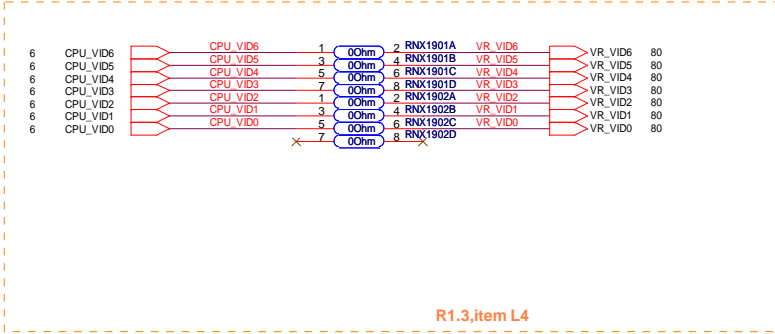 6 CPU_VID6 CPU_VID6 1 0Ohm 2 RNX1901A VR_VID6 VR_VID6 80
6 CPU_VID5 CPU_VID5 3 0Ohm 4 RNX1901B VR_VID5 VR_VID5 80
6 CPU_VID4 CPU_VID4 5 0Ohm 6 RNX1901C VR_VID4 VR_VID4 80
6 CPU_VID3 CPU_VID3 7 0Ohm 8 RNX1901D VR_VID3 VR_VID3 80
6 CPU_VID2 CPU_VID2 1 0Ohm 2 RNX1902A VR_VID2 VR_VID2 80
6 CPU_VID1 CPU_VID1 3 0Ohm 4 RNX1902B VR_VID1 VR_VID1 80
6 CPU_VID0 CPU_VID0 5 0Ohm 6 RNX1902C VR_VID0 VR_VID0 80
7 0Ohm 8 RNX1902D
R1.3,item L4